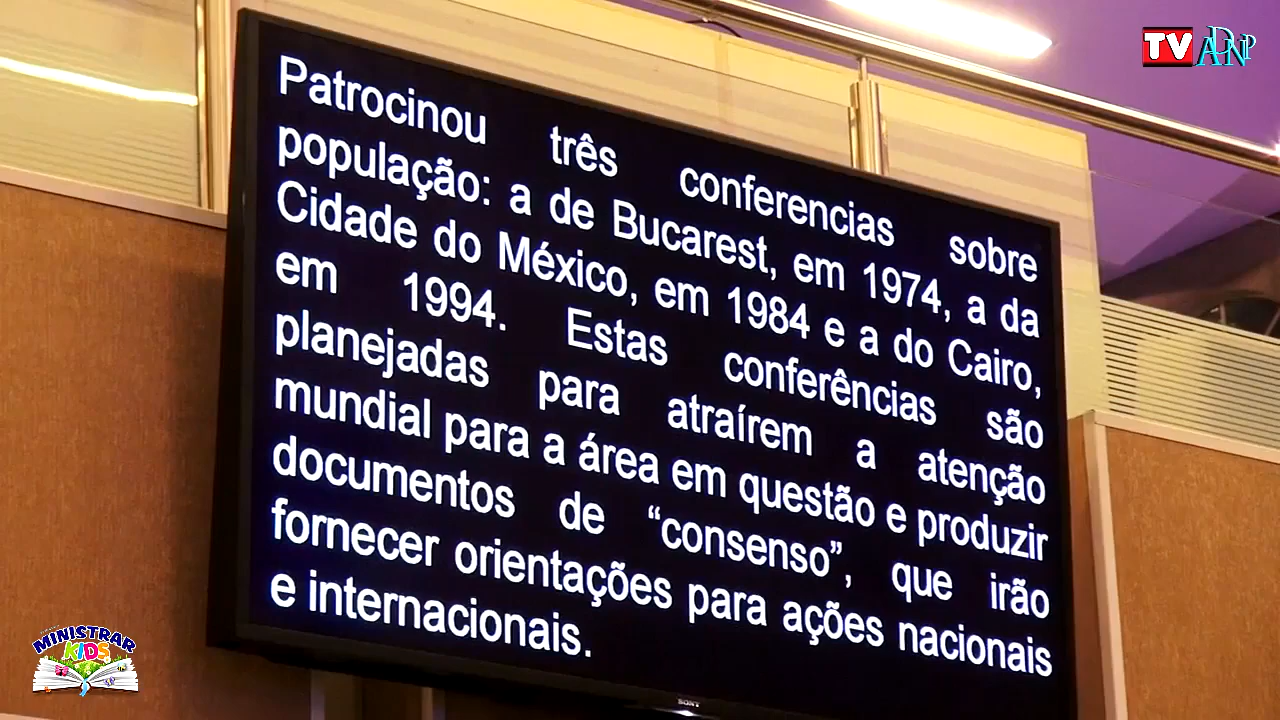 TV ADNP
Patrocinou três conferencias sobre
população: a de Bucarest, em 1974, a da
Cidade do México, em 1984 e a do Cairo,
em 1994. Estas conferências são
planejadas para atraírem a atenção
mundial para a área em questão e produzir
documentos de “consenso”, que irão
fornecer orientações para ações nacionais
e internacionais.
SONY
MINISTRAR
KIDS